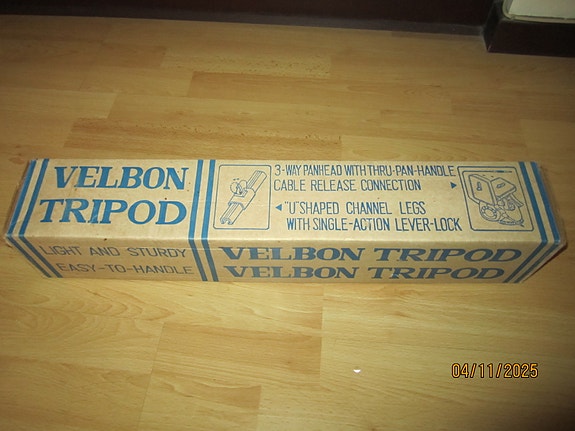 VELBON
TRIPOD
3-WAY PANHEAD WITH THRU-PAN-HANDLE
CABLE RELEASE CONNECTION ►
◄ "U" SHAPED CHANNEL LEGS
WITH SINGLE-ACTION LEVER-LOCK
LIGHT AND STURDY
EASY-TO-HANDLE
VELBON TRIPOD
VELBON TRIPOD
04/11/2025